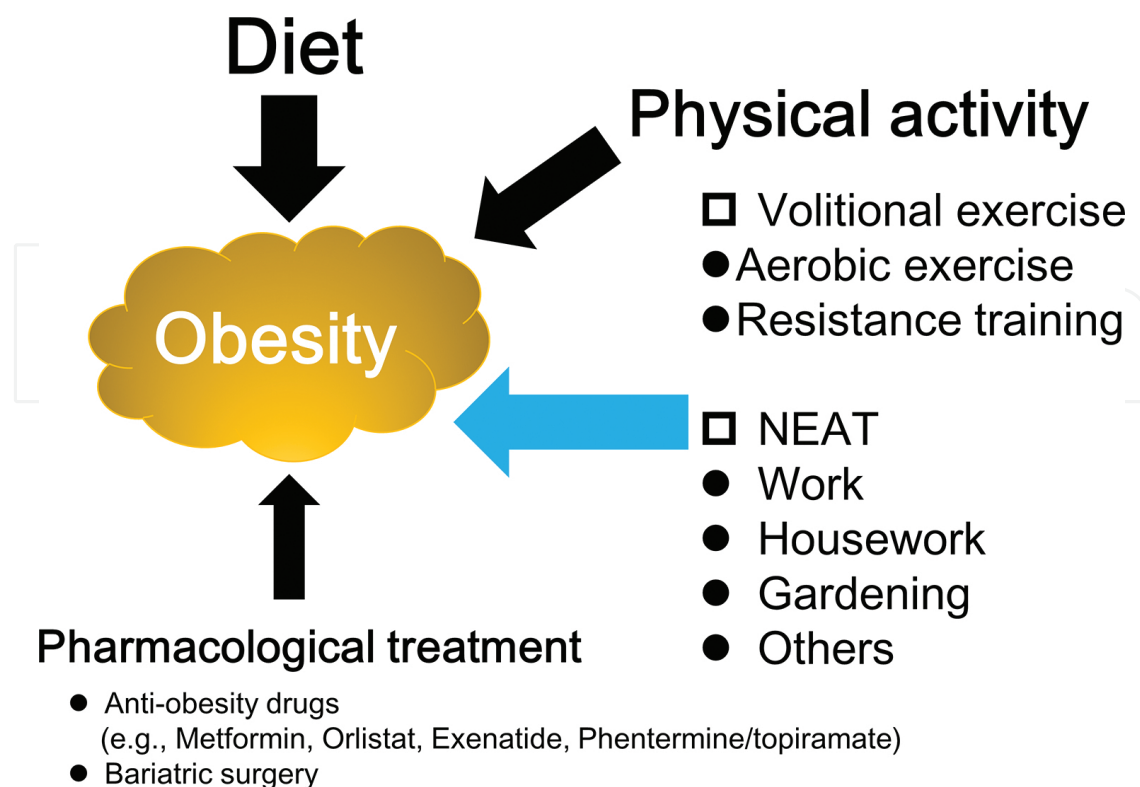 Diet
Physical activity
Volitional exercise
Aerobic exercise
Resistance training
Obesity
NEAT
Work
Housework
Gardening
Others
Pharmacological treatment
Anti-obesity drugs
(e.g., Metformin, Orlistat, Exenatide, Phentermine/topiramate)
Bariatric surgery